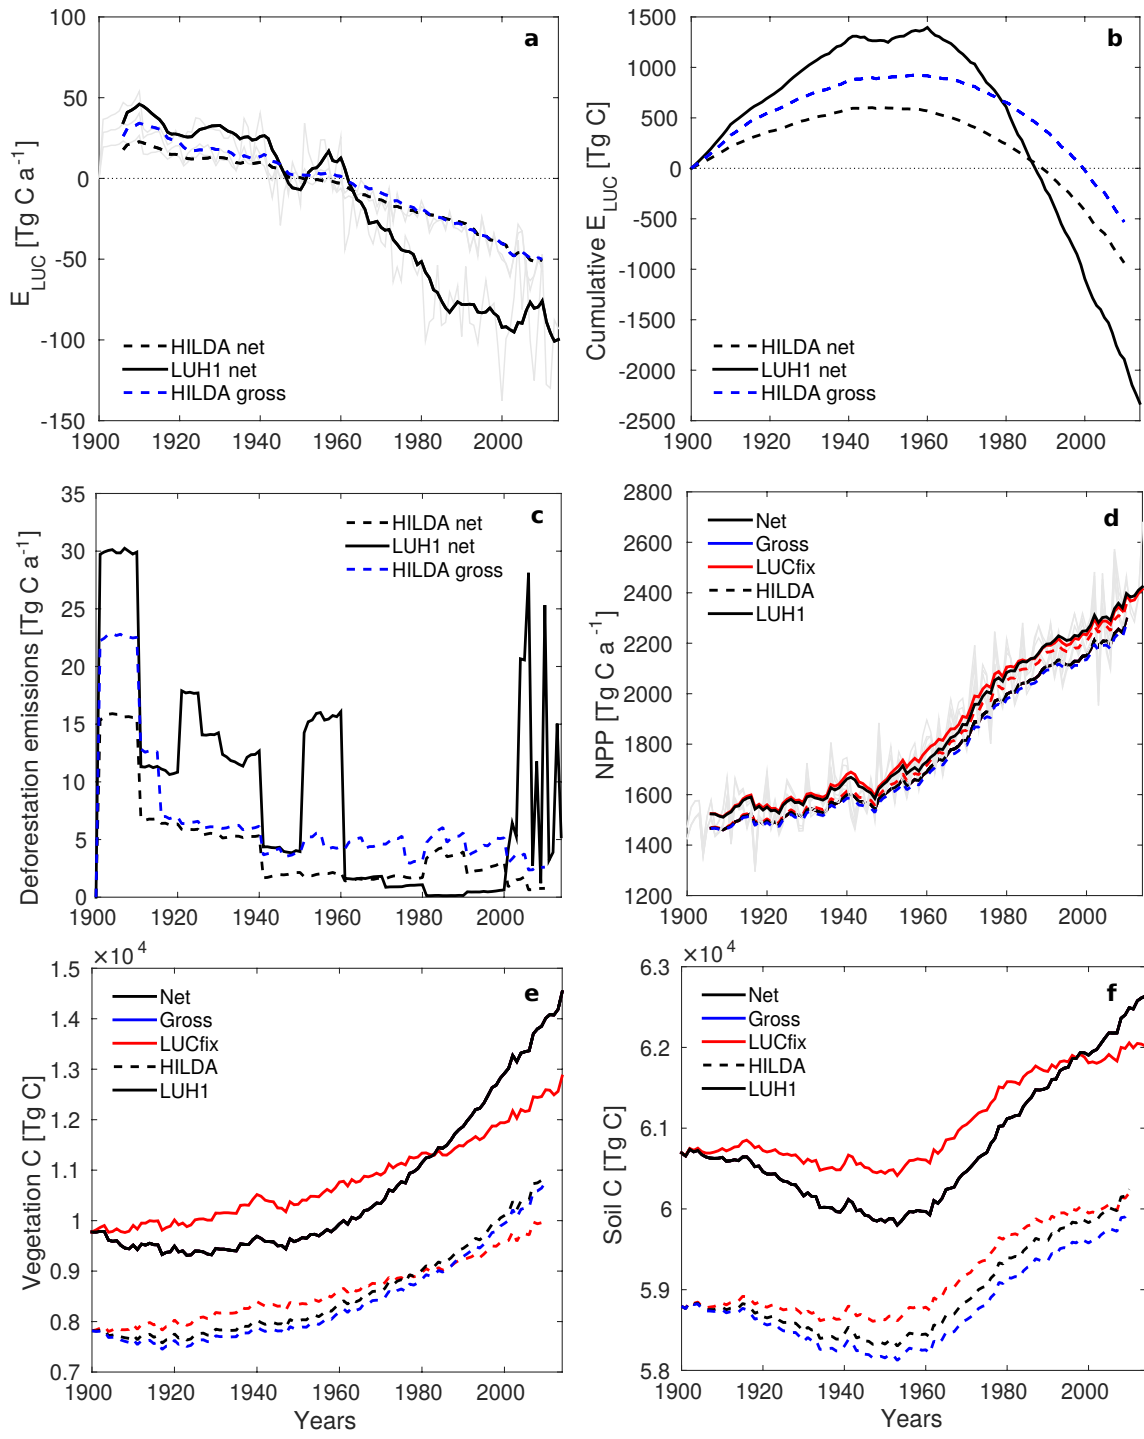 a
E_LUC [Tg C a^-1]
100
50
0
-50
-100
-150
HILDA net
LUH1 net
HILDA gross
1900 1920 1940 1960 1980 2000
b
Cumulative E_LUC [Tg C]
1500
1000
500
0
-500
-1000
-1500
-2000
-2500
HILDA net
LUH1 net
HILDA gross
1900 1920 1940 1960 1980 2000
c
Deforestation emissions [Tg C a^-1]
35
30
25
20
15
10
5
0
HILDA net
LUH1 net
HILDA gross
1900 1920 1940 1960 1980 2000
d
NPP [Tg C a^-1]
2800
2600
2400
2200
2000
1800
1600
1400
1200
Net
Gross
LUCfix
HILDA
LUH1
1900 1920 1940 1960 1980 2000
e
×10^4
Vegetation C [Tg C]
1.5
1.4
1.3
1.2
1.1
1
0.9
0.8
0.7
Net
Gross
LUCfix
HILDA
LUH1
1900 1920 1940 1960 1980 2000
Years
f
×10^4
Soil C [Tg C]
6.3
6.2
6.1
6
5.9
5.8
Net
Gross
LUCfix
HILDA
LUH1
1900 1920 1940 1960 1980 2000
Years